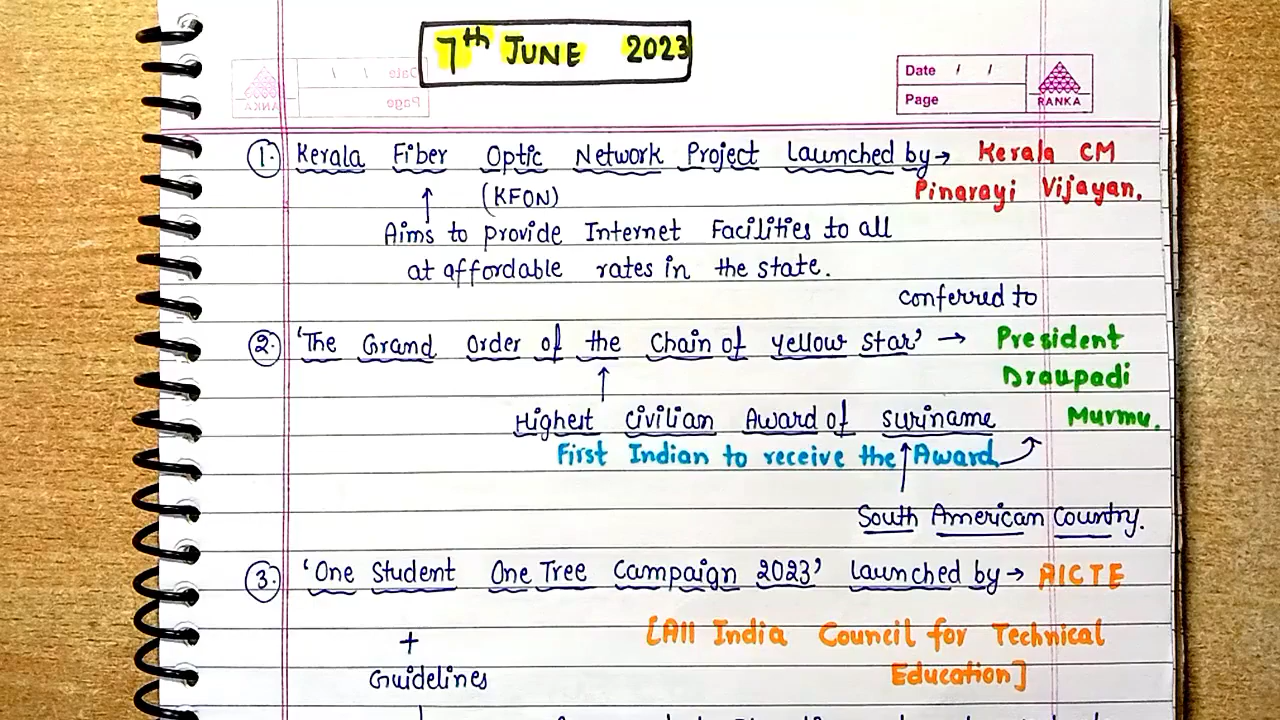 7th JUNE 2023
Date / /
Page
RANKA
1. Kerala Fiber Optic Network Project Launched by → Kerala CM
(KFON)
Pinarayi Vijayan.
↑
Aims to provide Internet Facilities to all
at affordable rates in the state.
conferred to
2. 'The Grand Order of the Chain of yellow Star' → President
Draupadi
↑
Highest Civilian Award of Suriname
Murmu.
First Indian to receive the Award
South American Country.
3. 'One Student One Tree Campaign 2023' launched by → AICTE
+
[All India Council for Technical
Education]
Guidelines